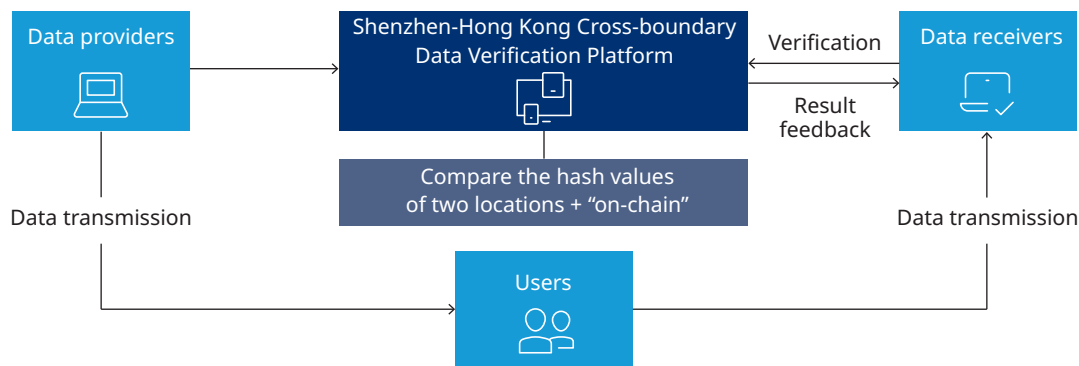 Data providers
Shenzhen-Hong Kong Cross-boundary
Data Verification Platform
Verification
Data receivers
Result
feedback
Compare the hash values
of two locations + “on-chain”
Data transmission
Data transmission
Users